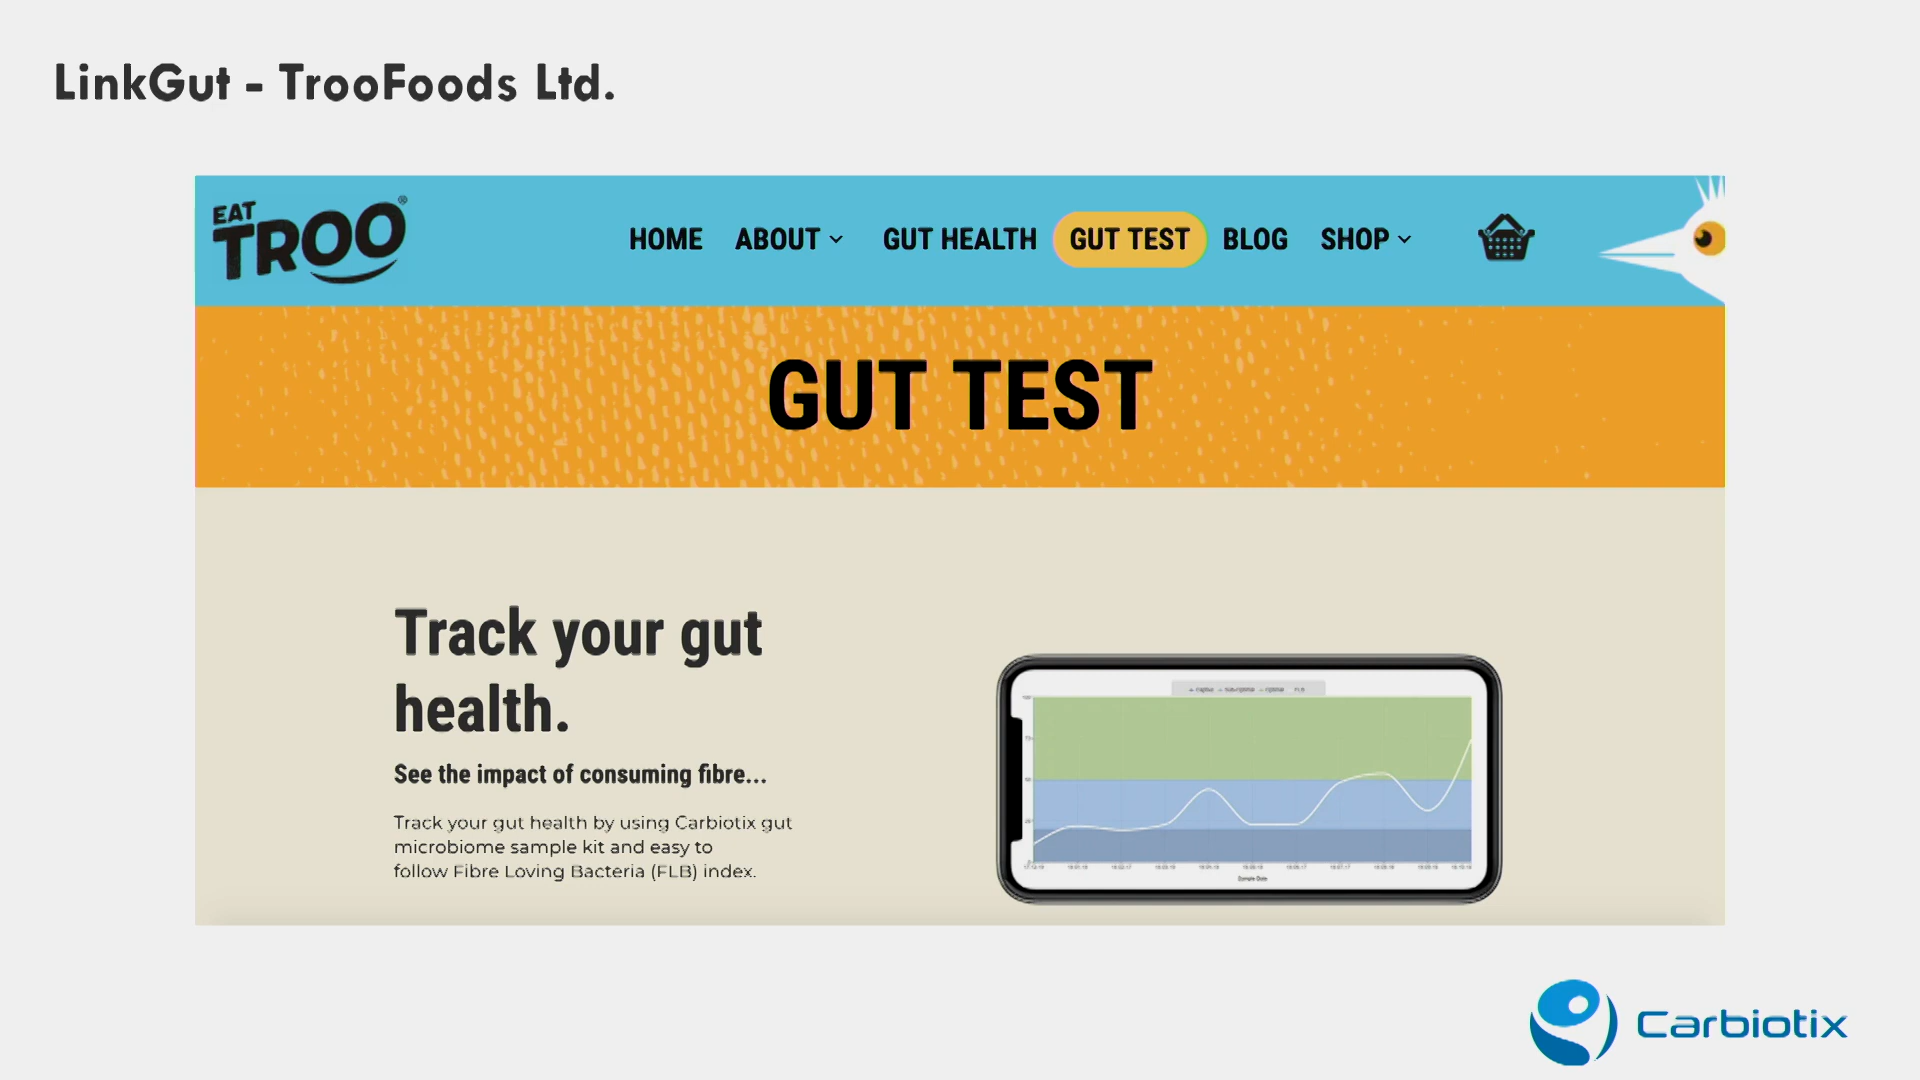 LinkGut - TrooFoods Ltd.
EAT
TROO®
HOME ABOUT GUT HEALTH GUT TEST BLOG SHOP
GUT TEST
Track your gut
health.
See the impact of consuming fibre...
Track your gut health by using Carbiotix gut
microbiome sample kit and easy to
follow Fibre Loving Bacteria (FLB) index.
Sample Date
Carbiotix